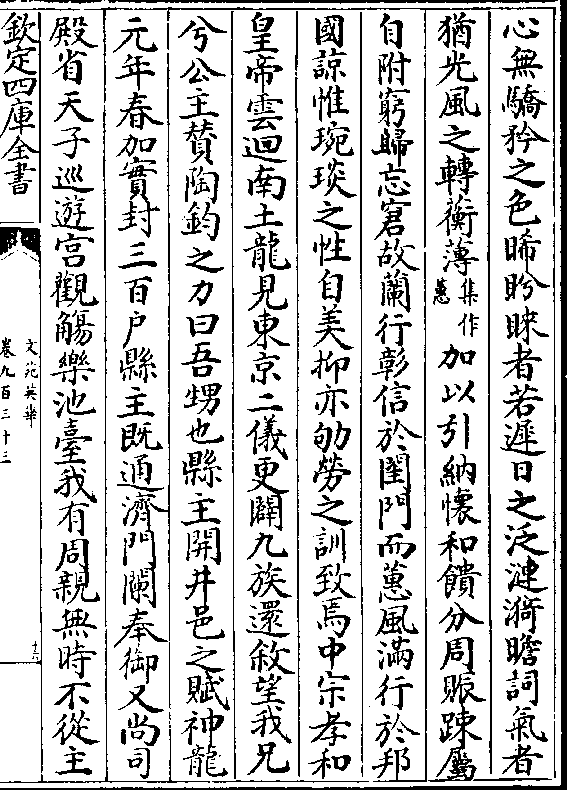 心無驕矜之色晞盻睞者若遲日之泛漣漪瞻詞氣者
猶光風之轉蘅薄集作蕙加以引納懷和饋分周賑踈屬
自附窮歸忘窘故蘭行彰信於閨門而蕙風滿行於邦
國諒惟琬琰之性自美抑亦劬勞之訓致焉中宗孝和
皇帝雲迴南土龍見東京二儀更闢九族還敘望我兄
兮公主賛陶鈞之力曰吾甥也縣主開井邑之賦神龍
元年春加實封三百户縣主既通濟門闌奉御又尚司
殿省天子巡遊宫觀觴樂池臺我有周親無時不從主
欽定四庫全書
文苑英華
卷九百三十三